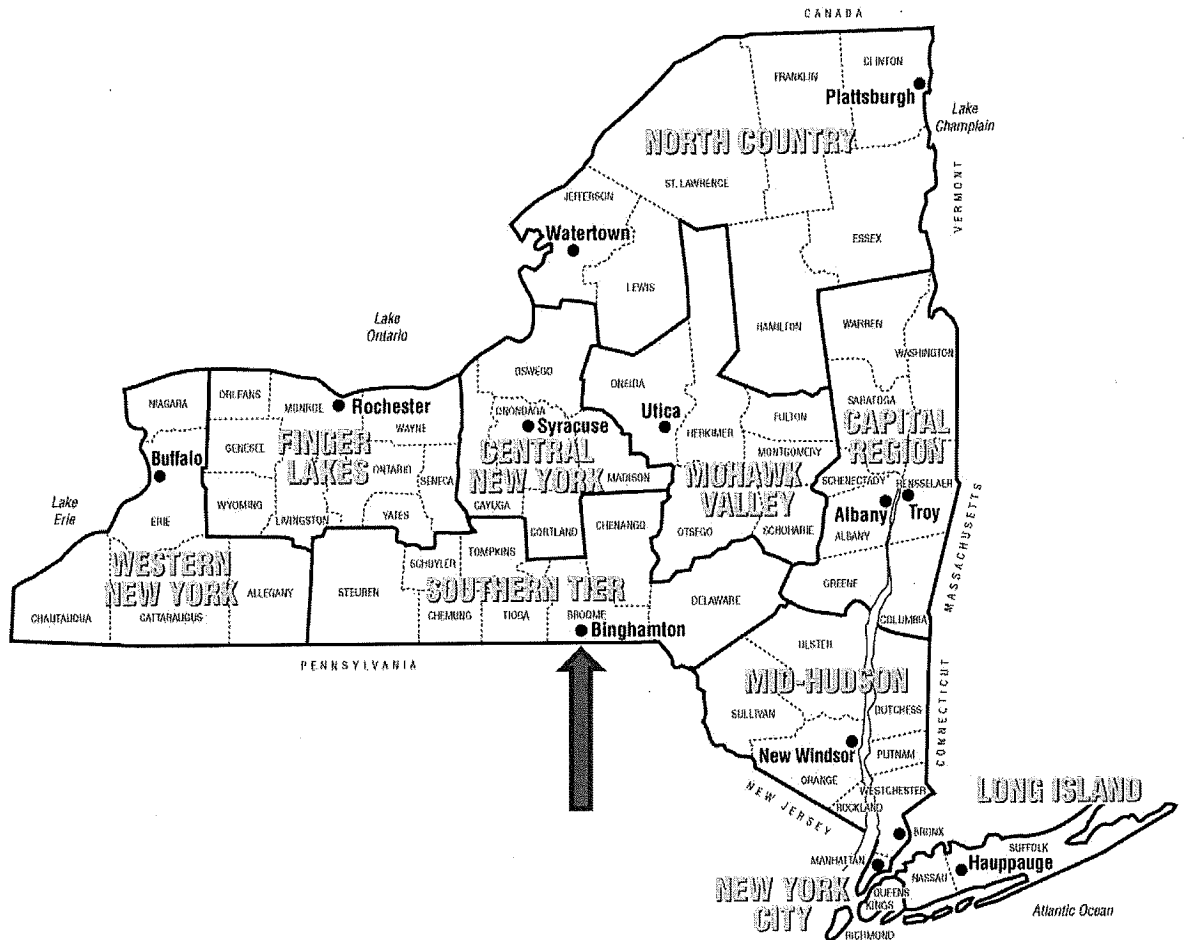 CANADA
CLINTON
FRANKLIN
Plattsburgh
Lake
Champlain
NORTH COUNTRY
ST. LAWRENCE
VERMONT
JEFFERSON
Watertown
ESSEX
LEWIS
Lake
Ontario
HAMILTON
WARREN
WASHINGTON
OSWEGO
ONEIDA
NIAGARA
ORLEANS
MONROE
Rochester
WAYNE
ONONDAGA
Syracuse
Utica
HERKIMER
FULTON
SARATOGA
CAPITAL
REGION
GENESEE
FINGER
LAKES
ONTARIO
SENECA
CENTRAL
NEW YORK
MADISON
MONTGOMERY
MOHAWK
VALLEY
SCHENECTADY
RENSSELAER
Buffalo
Lake
Erie
ERIE
WYOMING
LIVINGSTON
YATES
CAYUGA
CORTLAND
CHENANGO
OTSEGO
SCHOHARIE
Albany
ALBANY
Troy
MASSACHUSETTS
WESTERN
NEW YORK
CHAUTAUQUA
CATTARAUGUS
ALLEGANY
STEUBEN
SCHUYLER
TOMPKINS
SOUTHERN TIER
CHEMUNG
TIOGA
BROOME
Binghamton
DELAWARE
GREENE
COLUMBIA
PENNSYLVANIA
ULSTER
MID-HUDSON
SULLIVAN
DUTCHESS
CONNECTICUT
New Windsor
PUTNAM
ORANGE
WESTCHESTER
ROCKLAND
NEW JERSEY
LONG ISLAND
BRONX
MANHATTAN
SUFFOLK
Hauppauge
NASSAU
NEW YORK
CITY
QUEENS
KINGS
RICHMOND
Atlantic Ocean